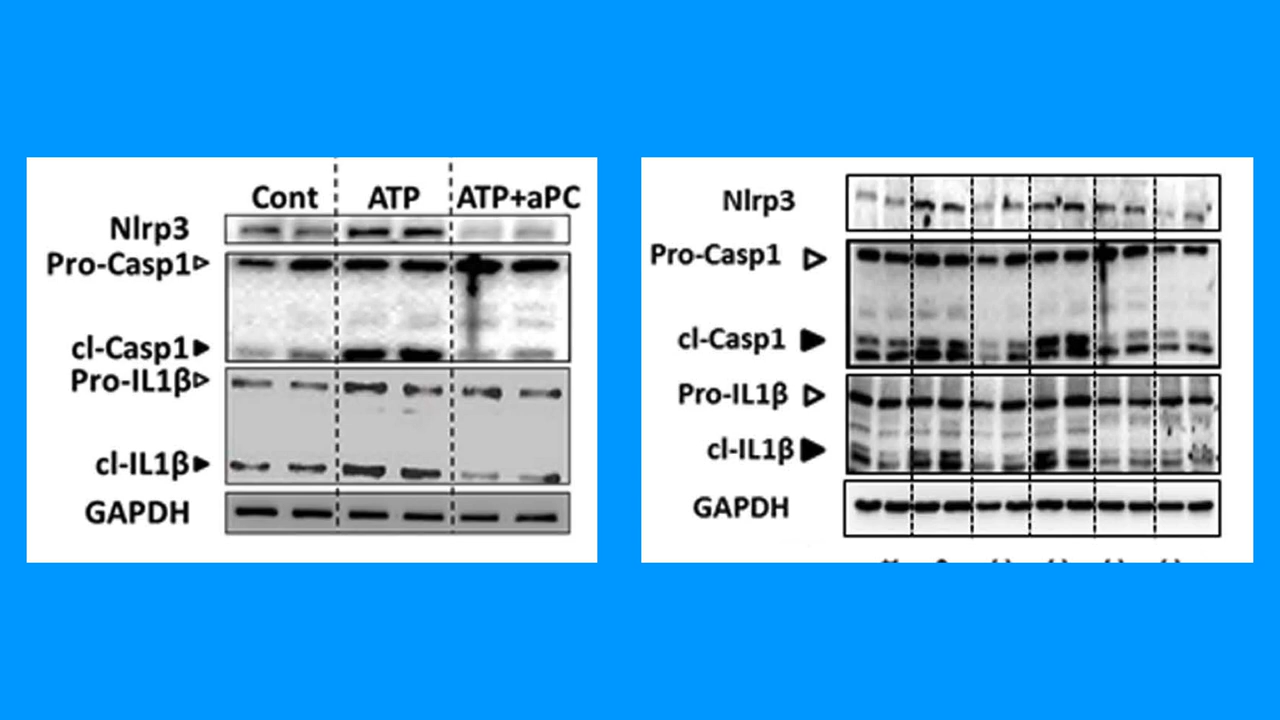 Cont ATP ATP+aPC
Nlrp3
Pro-Casp1
cl-Casp1
Pro-IL1β
cl-IL1β
GAPDH
Nlrp3
Pro-Casp1
cl-Casp1
Pro-IL1β
cl-IL1β
GAPDH